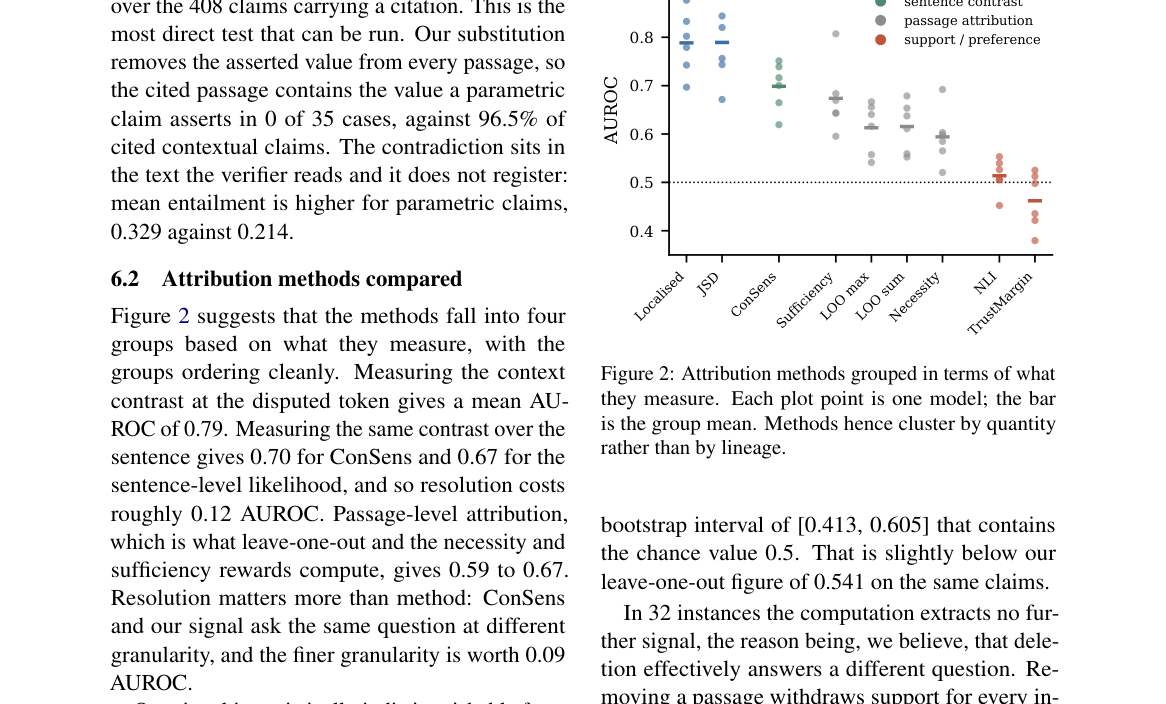 over the 408 claims carrying a citation. This is the
most direct test that can be run. Our substitution
removes the asserted value from every passage, so
the cited passage contains the value a parametric
claim asserts in 0 of 35 cases, against 96.5% of
cited contextual claims. The contradiction sits in
the text the verifier reads and it does not register:
mean entailment is higher for parametric claims,
0.329 against 0.214.
6.2 Attribution methods compared
Figure 2 suggests that the methods fall into four
groups based on what they measure, with the
groups ordering cleanly. Measuring the context
contrast at the disputed token gives a mean AU-
ROC of 0.79. Measuring the same contrast over the
sentence gives 0.70 for ConSens and 0.67 for the
sentence-level likelihood, and so resolution costs
roughly 0.12 AUROC. Passage-level attribution,
which is what leave-one-out and the necessity and
sufficiency rewards compute, gives 0.59 to 0.67.
Resolution matters more than method: ConSens
and our signal ask the same question at different
granularity, and the finer granularity is worth 0.09
AUROC.
sentence contrast
passage attribution
support / preference
AUROC
0.8
0.7
0.6
0.5
0.4
Localised
JSD
ConSens
Sufficiency
LOO max
LOO sum
Necessity
NLI
TrustMargin
Figure 2: Attribution methods grouped in terms of what
they measure. Each plot point is one model; the bar
is the group mean. Methods hence cluster by quantity
rather than by lineage.
bootstrap interval of [0.413, 0.605] that contains
the chance value 0.5. That is slightly below our
leave-one-out figure of 0.541 on the same claims.
In 32 instances the computation extracts no fur-
ther signal, the reason being, we believe, that dele-
tion effectively answers a different question. Re-
moving a passage withdraws support for every in-